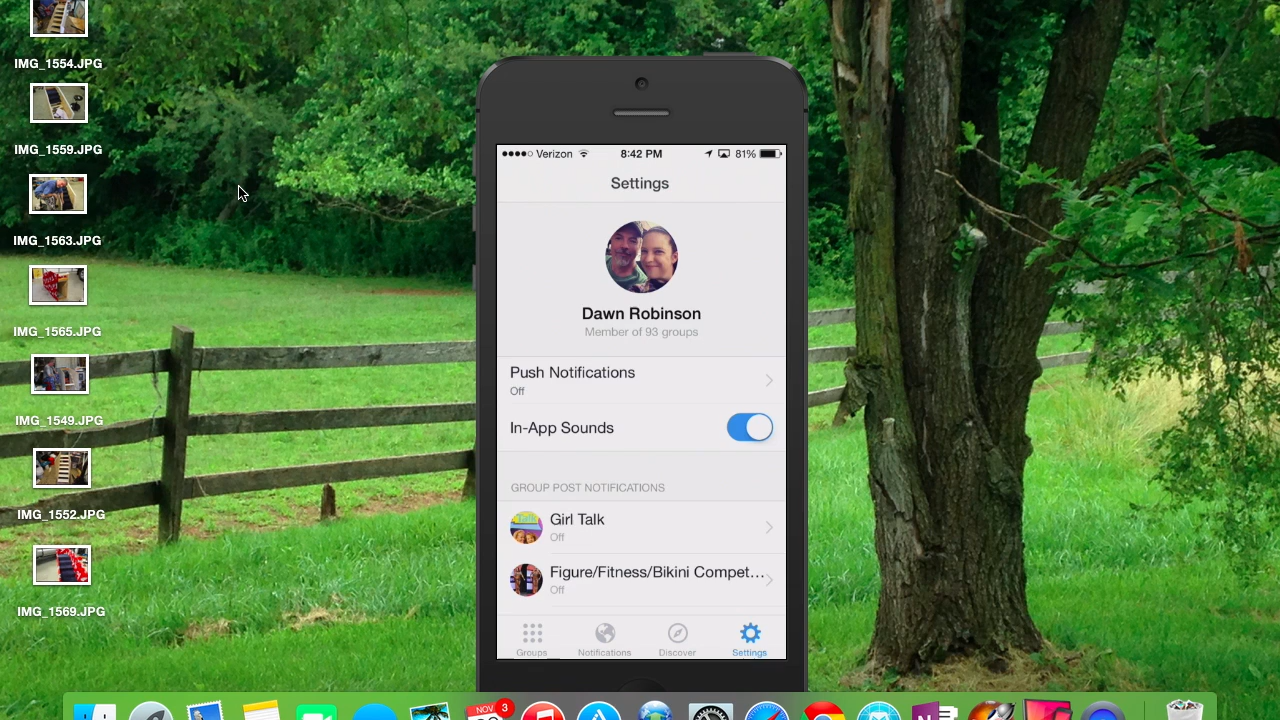 IMG_1554.JPG
IMG_1559.JPG
IMG_1563.JPG
IMG_1565.JPG
IMG_1549.JPG
IMG_1552.JPG
IMG_1569.JPG
Verizon 8:42 PM 81%
Settings
Dawn Robinson
Member of 93 groups
Push Notifications
Off
In-App Sounds
GROUP POST NOTIFICATIONS
Girl Talk
Off
Figure/Fitness/Bikini Compet...
Off
Groups Notifications Discover Settings
NOV 3